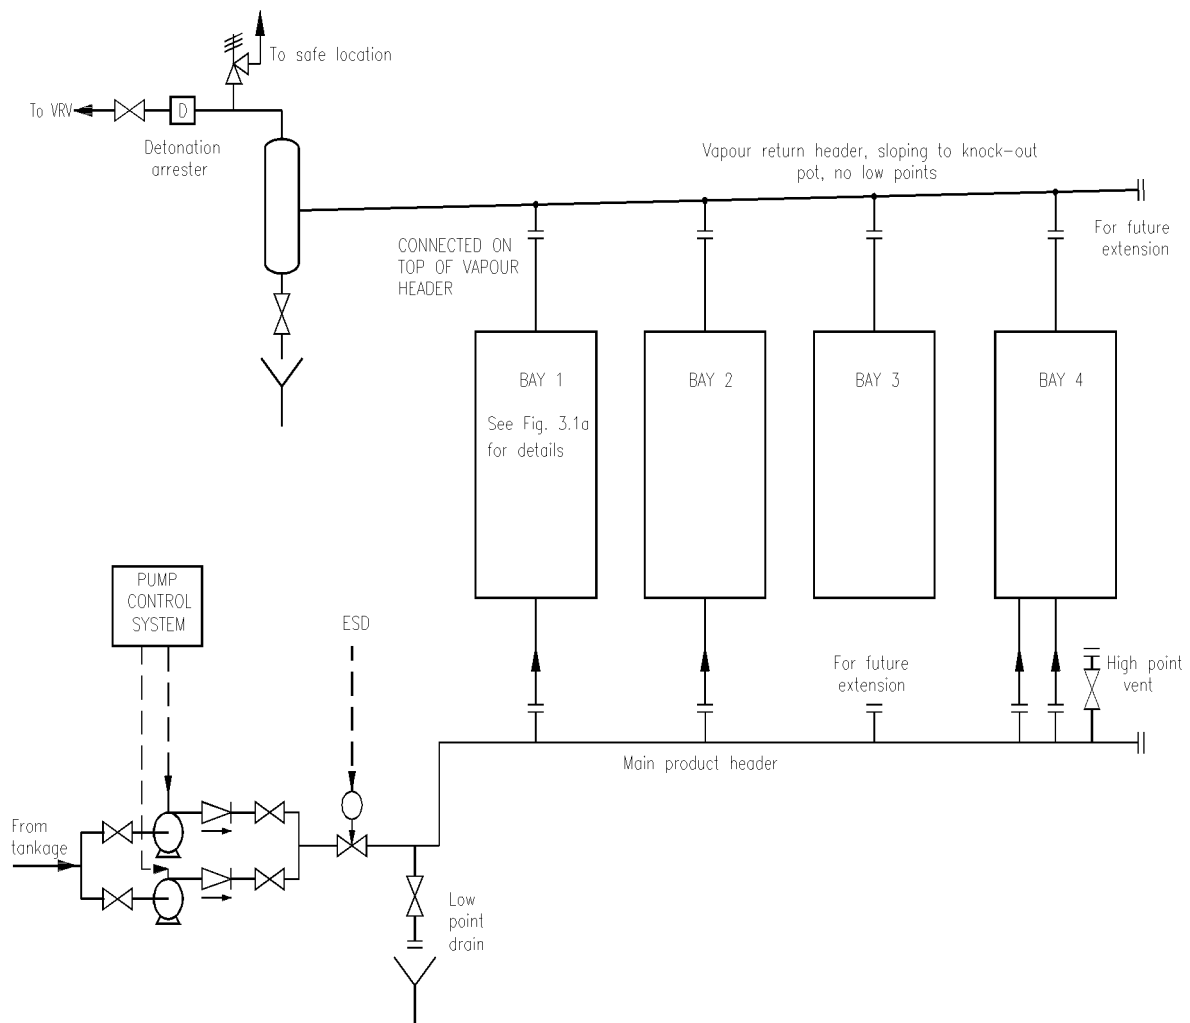 To safe location
To VRV
D
Detonation
arrester
Vapour return header, sloping to knock-out
pot, no low points
For future
extension
CONNECTED ON
TOP OF VAPOUR
HEADER
BAY 1
See Fig. 3.1a
for details
BAY 2
BAY 3
BAY 4
PUMP
CONTROL
SYSTEM
ESD
For future
extension
High point
vent
Main product header
From
tankage
Low
point
drain